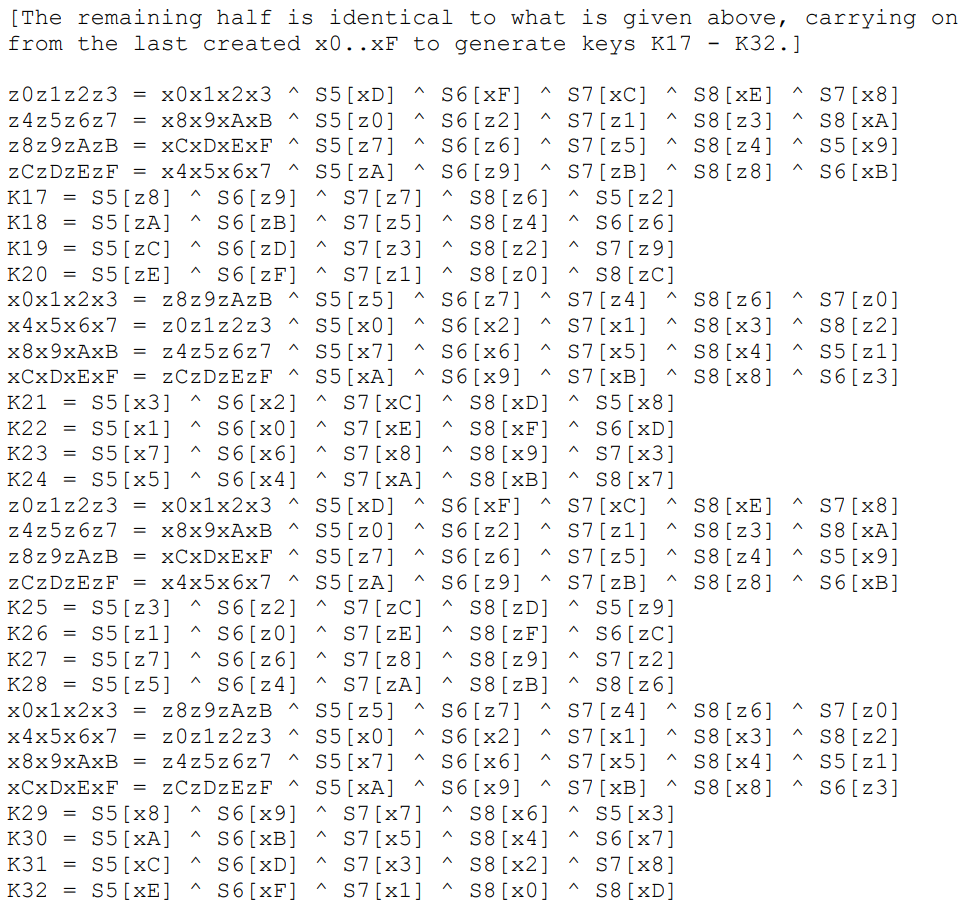 [The remaining half is identical to what is given above, carrying on
from the last created x0..xF to generate keys K17 - K32.]

z0z1z2z3 = x0x1x2x3 ^ S5[xD] ^ S6[xF] ^ S7[xC] ^ S8[xE] ^ S7[x8]
z4z5z6z7 = x8x9xAxB ^ S5[z0] ^ S6[z2] ^ S7[z1] ^ S8[z3] ^ S8[xA]
z8z9zAzB = xCxDxExF ^ S5[z7] ^ S6[z6] ^ S7[z5] ^ S8[z4] ^ S5[x9]
zCzDzEzF = x4x5x6x7 ^ S5[zA] ^ S6[z9] ^ S7[zB] ^ S8[z8] ^ S6[xB]
K17 = S5[z8] ^ S6[z9] ^ S7[z7] ^ S8[z6] ^ S5[z2]
K18 = S5[zA] ^ S6[zB] ^ S7[z5] ^ S8[z4] ^ S6[z6]
K19 = S5[zC] ^ S6[zD] ^ S7[z3] ^ S8[z2] ^ S7[z9]
K20 = S5[zE] ^ S6[zF] ^ S7[z1] ^ S8[z0] ^ S8[zC]
x0x1x2x3 = z8z9zAzB ^ S5[z5] ^ S6[z7] ^ S7[z4] ^ S8[z6] ^ S7[z0]
x4x5x6x7 = z0z1z2z3 ^ S5[x0] ^ S6[x2] ^ S7[x1] ^ S8[x3] ^ S8[z2]
x8x9xAxB = z4z5z6z7 ^ S5[x7] ^ S6[x6] ^ S7[x5] ^ S8[x4] ^ S5[z1]
xCxDxExF = zCzDzEzF ^ S5[xA] ^ S6[x9] ^ S7[xB] ^ S8[x8] ^ S6[z3]
K21 = S5[x3] ^ S6[x2] ^ S7[xC] ^ S8[xD] ^ S5[x8]
K22 = S5[x1] ^ S6[x0] ^ S7[xE] ^ S8[xF] ^ S6[xD]
K23 = S5[x7] ^ S6[x6] ^ S7[x8] ^ S8[x9] ^ S7[x3]
K24 = S5[x5] ^ S6[x4] ^ S7[xA] ^ S8[xB] ^ S8[x7]
z0z1z2z3 = x0x1x2x3 ^ S5[xD] ^ S6[xF] ^ S7[xC] ^ S8[xE] ^ S7[x8]
z4z5z6z7 = x8x9xAxB ^ S5[z0] ^ S6[z2] ^ S7[z1] ^ S8[z3] ^ S8[xA]
z8z9zAzB = xCxDxExF ^ S5[z7] ^ S6[z6] ^ S7[z5] ^ S8[z4] ^ S5[x9]
zCzDzEzF = x4x5x6x7 ^ S5[zA] ^ S6[z9] ^ S7[zB] ^ S8[z8] ^ S6[xB]
K25 = S5[z3] ^ S6[z2] ^ S7[zC] ^ S8[zD] ^ S5[z9]
K26 = S5[z1] ^ S6[z0] ^ S7[zE] ^ S8[zF] ^ S6[zC]
K27 = S5[z7] ^ S6[z6] ^ S7[z8] ^ S8[z9] ^ S7[z2]
K28 = S5[z5] ^ S6[z4] ^ S7[zA] ^ S8[zB] ^ S8[z6]
x0x1x2x3 = z8z9zAzB ^ S5[z5] ^ S6[z7] ^ S7[z4] ^ S8[z6] ^ S7[z0]
x4x5x6x7 = z0z1z2z3 ^ S5[x0] ^ S6[x2] ^ S7[x1] ^ S8[x3] ^ S8[z2]
x8x9xAxB = z4z5z6z7 ^ S5[x7] ^ S6[x6] ^ S7[x5] ^ S8[x4] ^ S5[z1]
xCxDxExF = zCzDzEzF ^ S5[xA] ^ S6[x9] ^ S7[xB] ^ S8[x8] ^ S6[z3]
K29 = S5[x8] ^ S6[x9] ^ S7[x7] ^ S8[x6] ^ S5[x3]
K30 = S5[xA] ^ S6[xB] ^ S7[x5] ^ S8[x4] ^ S6[x7]
K31 = S5[xC] ^ S6[xD] ^ S7[x3] ^ S8[x2] ^ S7[x8]
K32 = S5[xE] ^ S6[xF] ^ S7[x1] ^ S8[x0] ^ S8[xD]